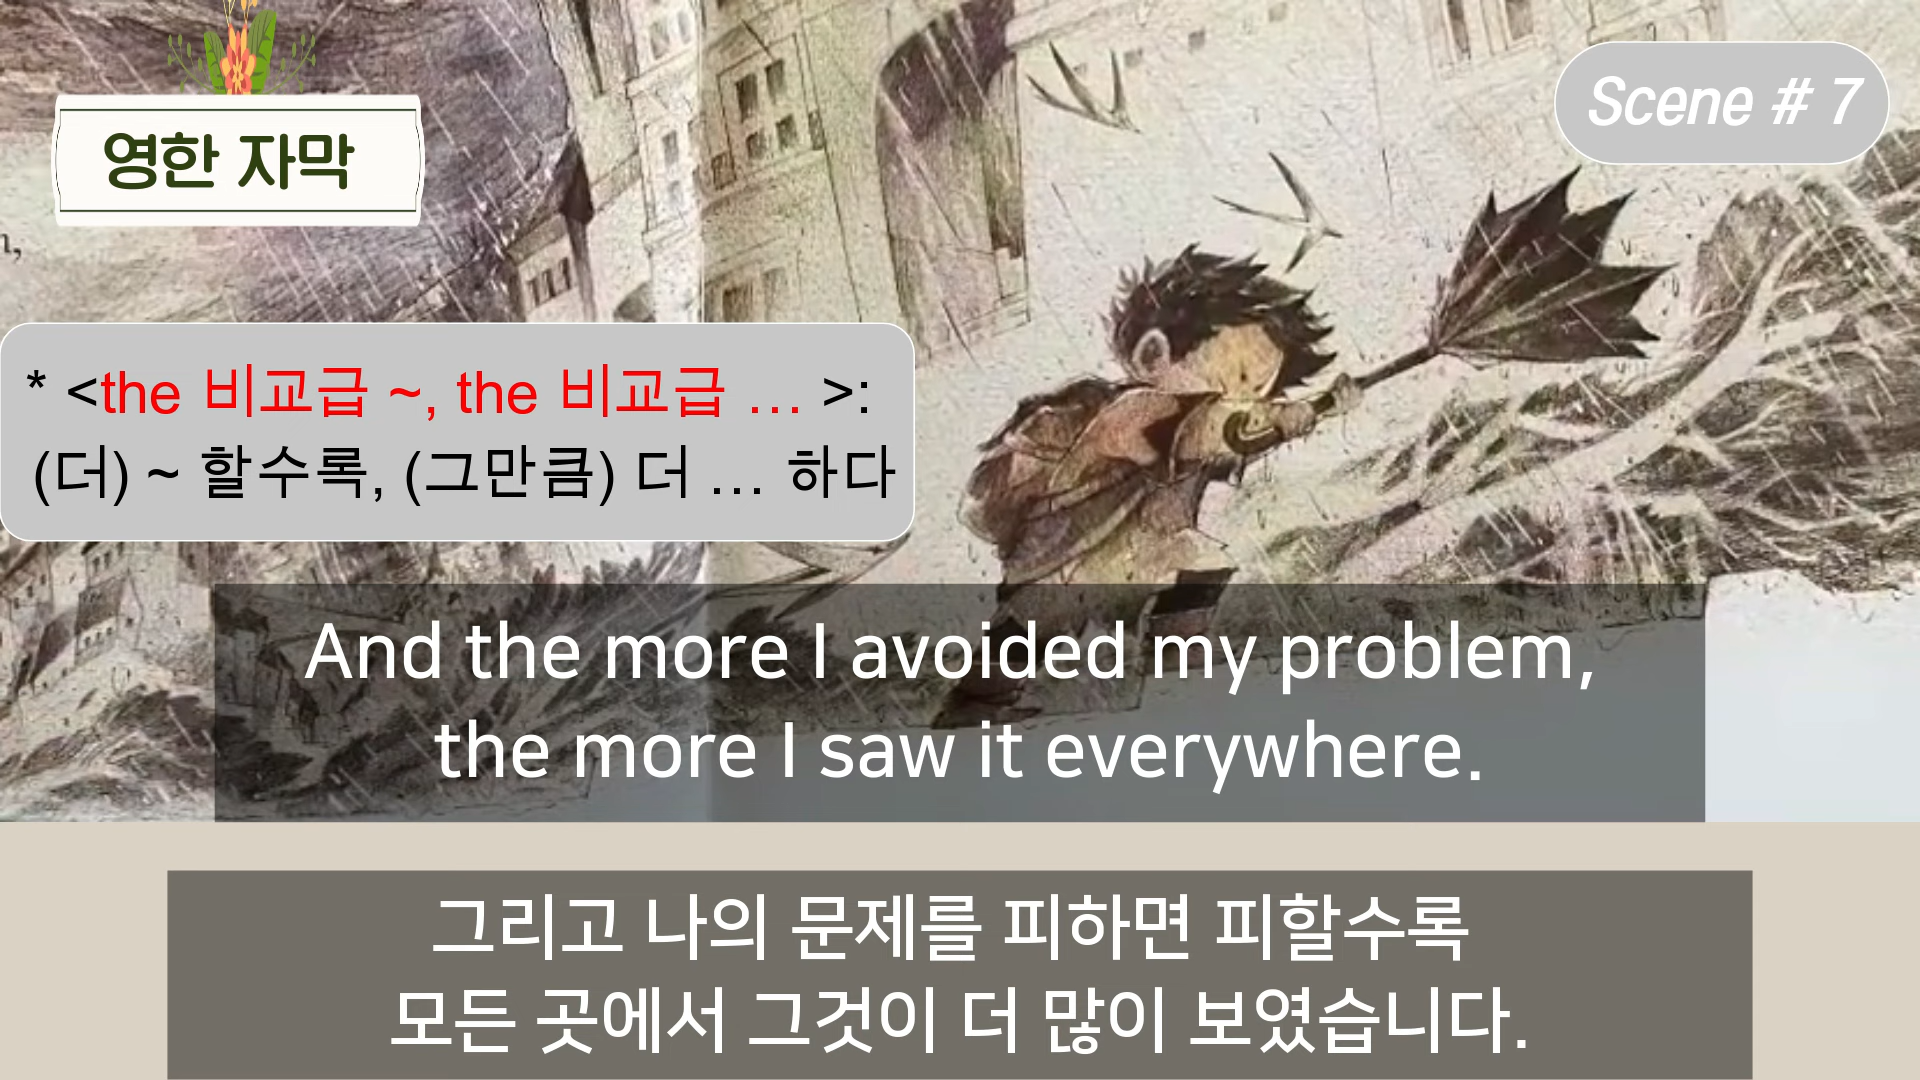 영한 자막
Scene # 7
* <the 비교급 ~, the 비교급 … >:
(더) ~ 할수록, (그만큼) 더 … 하다
And the more I avoided my problem,
the more I saw it everywhere.
그리고 나의 문제를 피하면 피할수록
모든 곳에서 그것이 더 많이 보였습니다.